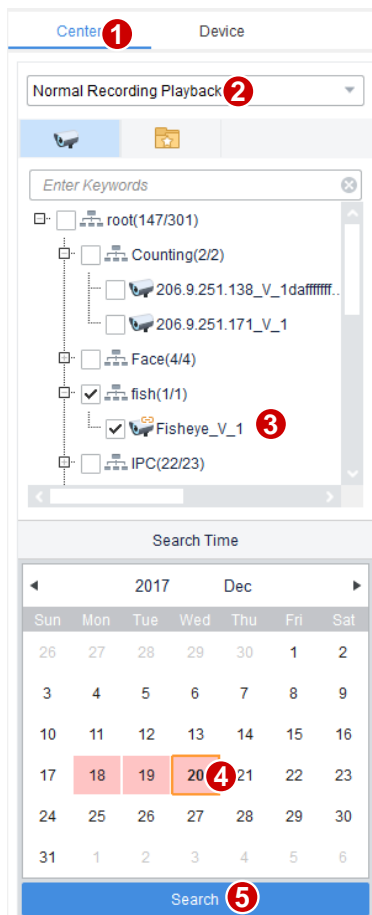 Center 1 Device
Normal Recording Playback 2
Enter Keywords
root(147/301)
Counting(2/2)
206.9.251.138_V_1dafffffff..
206.9.251.171_V_1
Face(4/4)
fish(1/1)
Fisheye_V_1 3
IPC(22/23)
Search Time
2017 Dec
Sun Mon Tue Wed Thu Fri Sat
26 27 28 29 30 1 2
3 4 5 6 7 8 9
10 11 12 13 14 15 16
17 18 19 20 4 21 22 23
24 25 26 27 28 29 30
31 1 2 3 4 5 6
Search 5